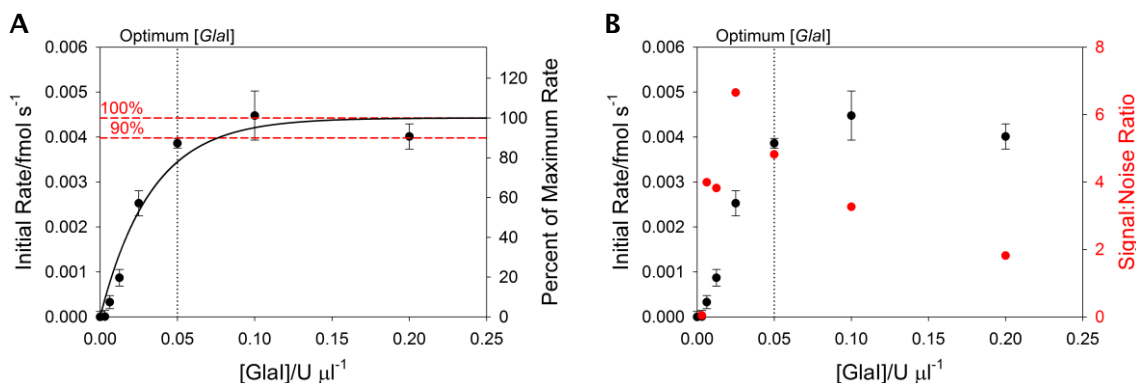 A
Optimum [GlaI]
0.006
0.005
0.004
0.003
0.002
0.001
0.000
Initial Rate/fmol s⁻¹
100%
90%
120
100
80
60
40
20
0
Percent of Maximum Rate
0.00 0.05 0.10 0.15 0.20 0.25
[GlaI]/U µl⁻¹
B
Optimum [GlaI]
0.006
0.005
0.004
0.003
0.002
0.001
0.000
Initial Rate/fmol s⁻¹
8
6
4
2
0
Signal:Noise Ratio
0.00 0.05 0.10 0.15 0.20 0.25
[GlaI]/U µl⁻¹